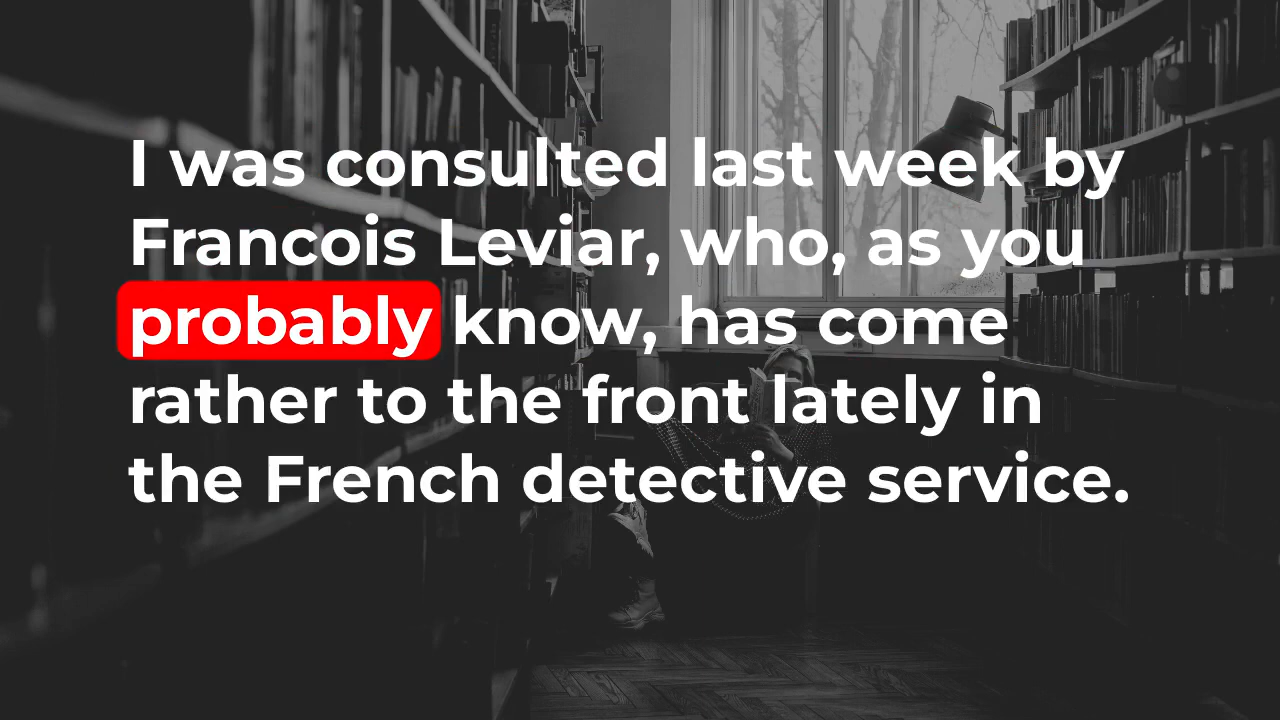 I was consulted last week by
Francois Leviar, who, as you
probably know, has come
rather to the front lately in
the French detective service.